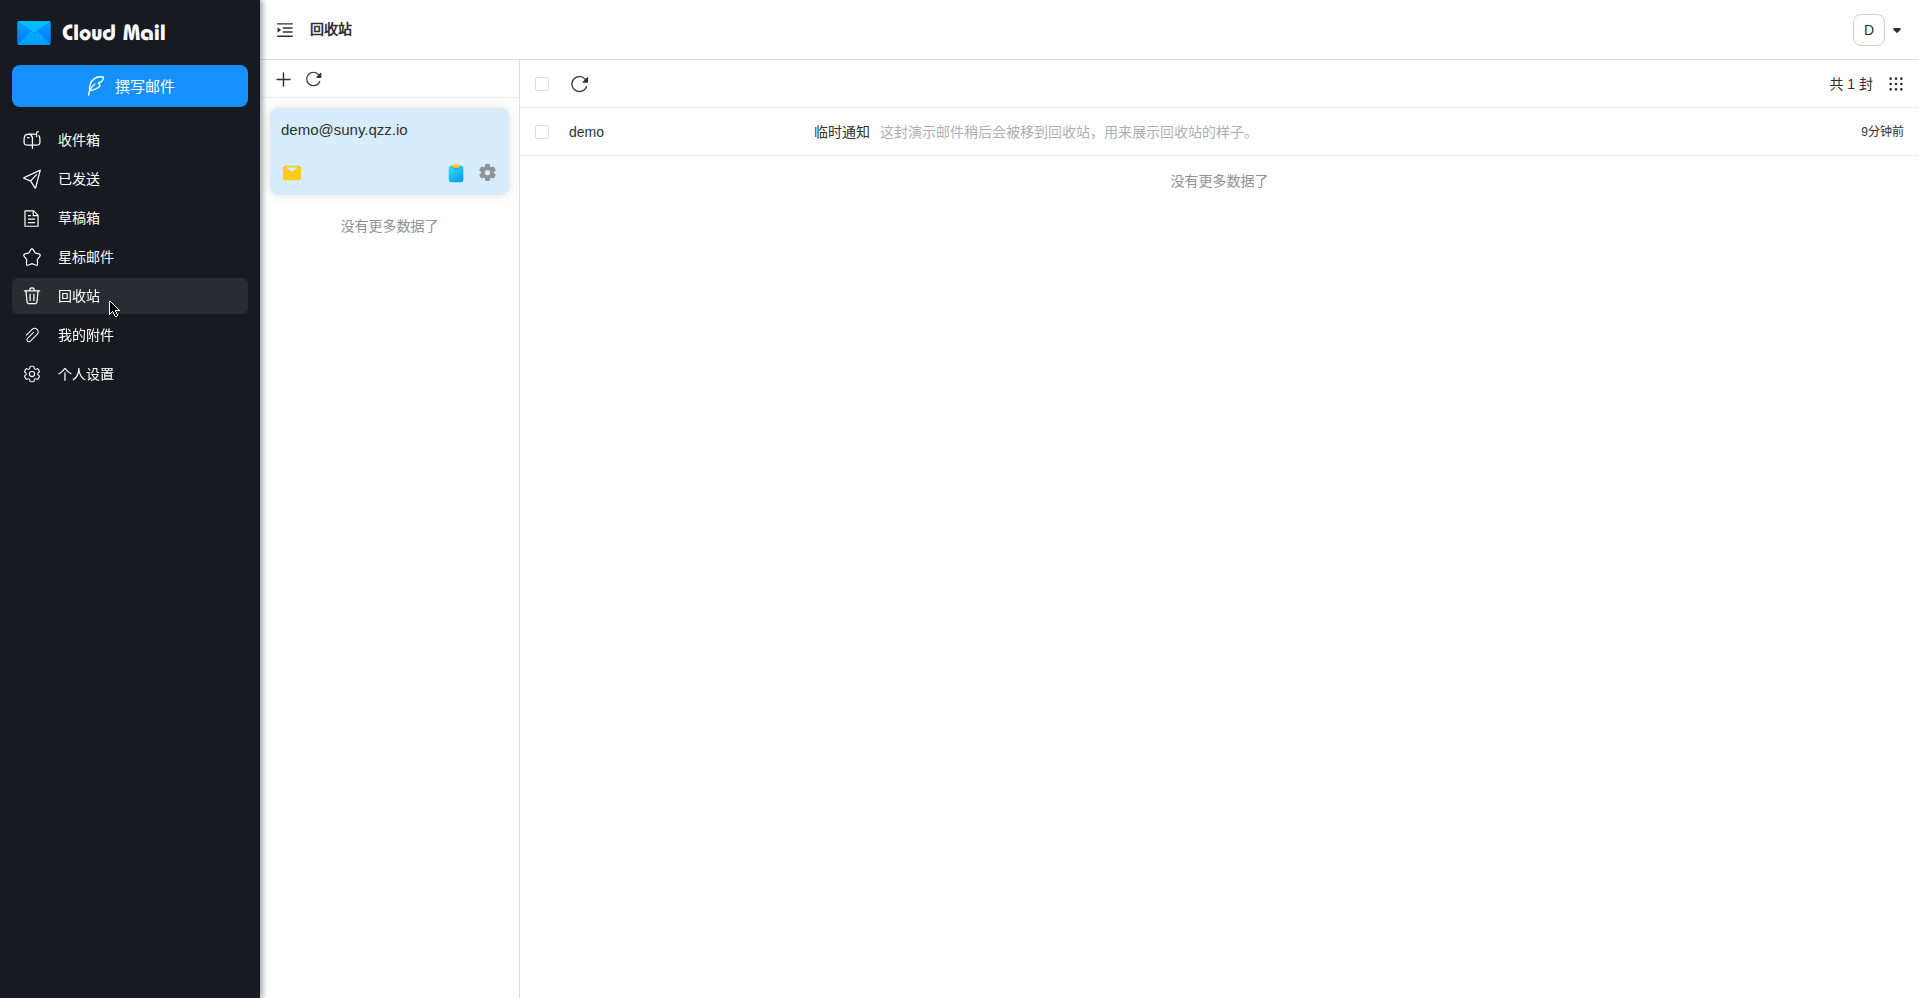 Cloud Mail
撰写邮件
收件箱
已发送
草稿箱
星标邮件
回收站
我的附件
个人设置
回收站
D
demo@suny.qzz.io
没有更多数据了
共 1 封
demo 临时通知 这封演示邮件稍后会被移到回收站，用来展示回收站的样子。 9分钟前
没有更多数据了